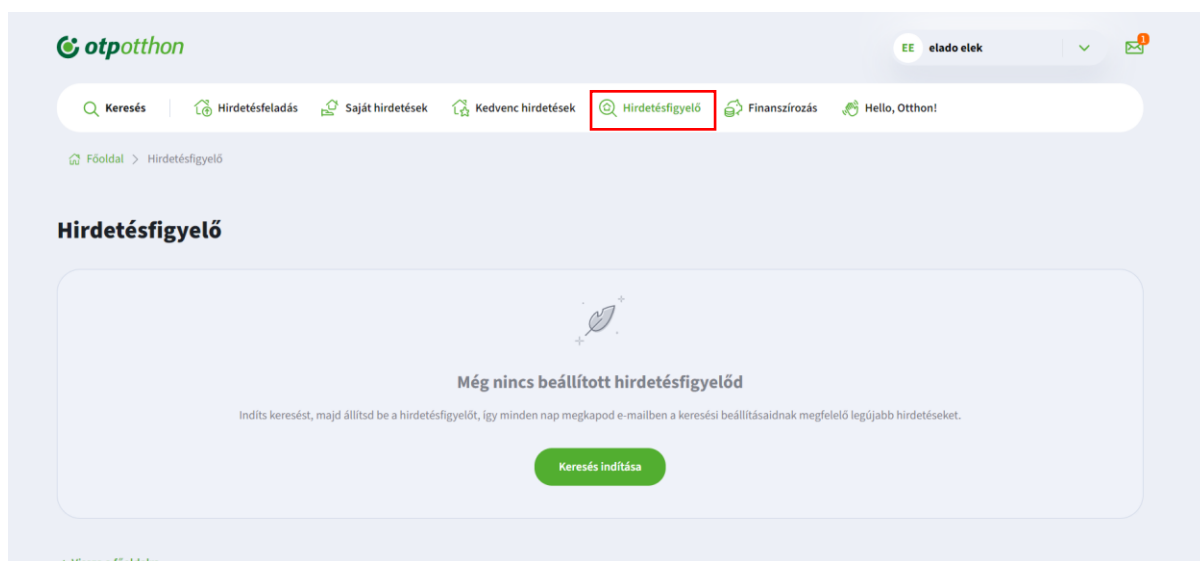 otpotthon
EE elado elek
1
Keresés Hirdetésfeladás Saját hirdetések Kedvenc hirdetések Hirdetésfigyelő Finanszírozás Hello, Otthon!
Főoldal > Hirdetésfigyelő
Hirdetésfigyelő
Még nincs beállított hirdetésfigyelőd
Indíts keresést, majd állítsd be a hirdetésfigyelőt, így minden nap megkapod e-mailben a keresési beállításaidnak megfelelő legújabb hirdetéseket.
Keresés indítása